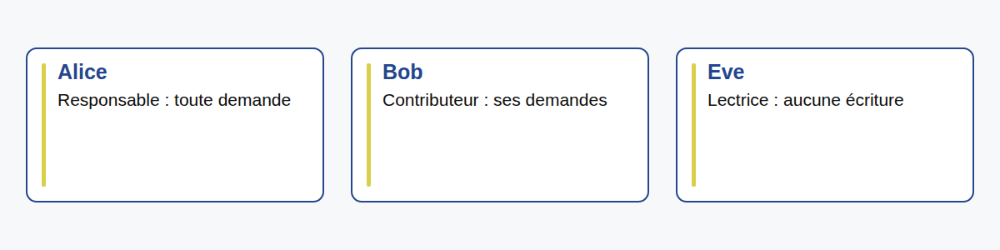 Alice
Responsable : toute demande
Bob
Contributeur : ses demandes
Eve
Lectrice : aucune écriture